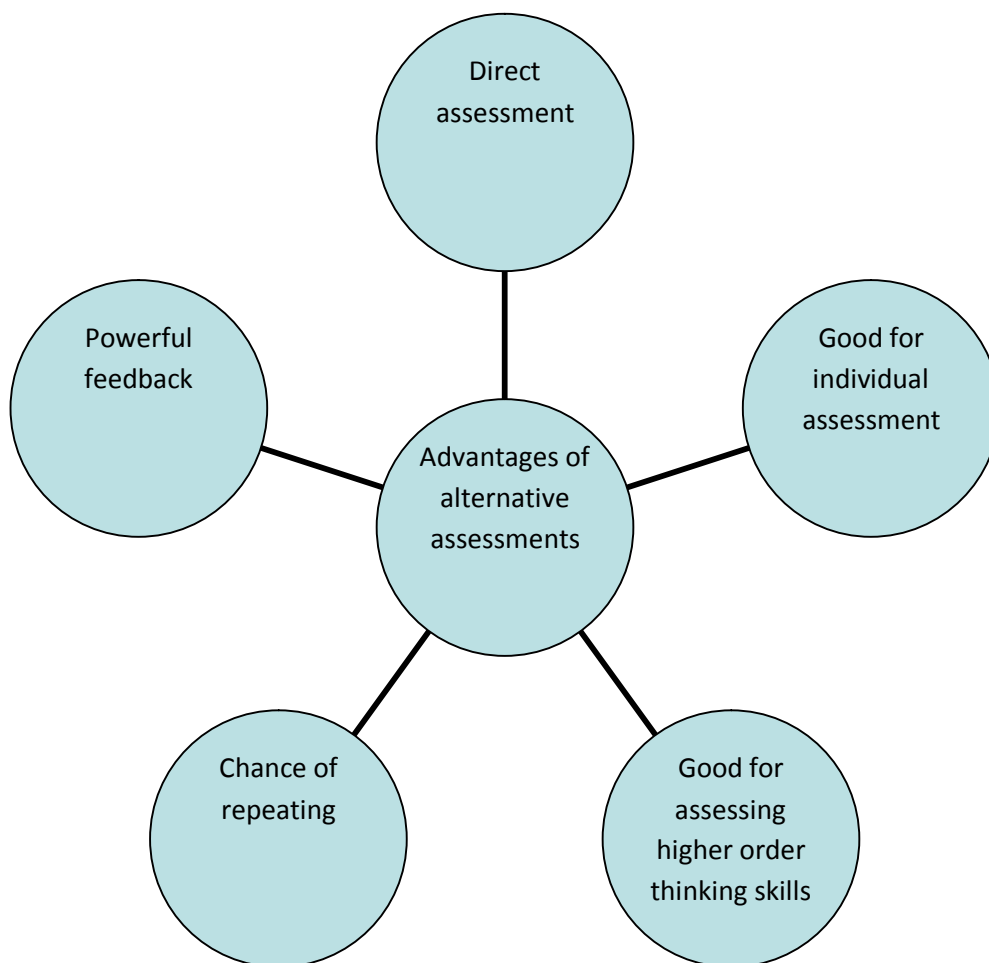 Direct
assessment
Powerful
feedback
Good for
individual
assessment
Advantages of
alternative
assessments
Chance of
repeating
Good for
assessing
higher order
thinking skills